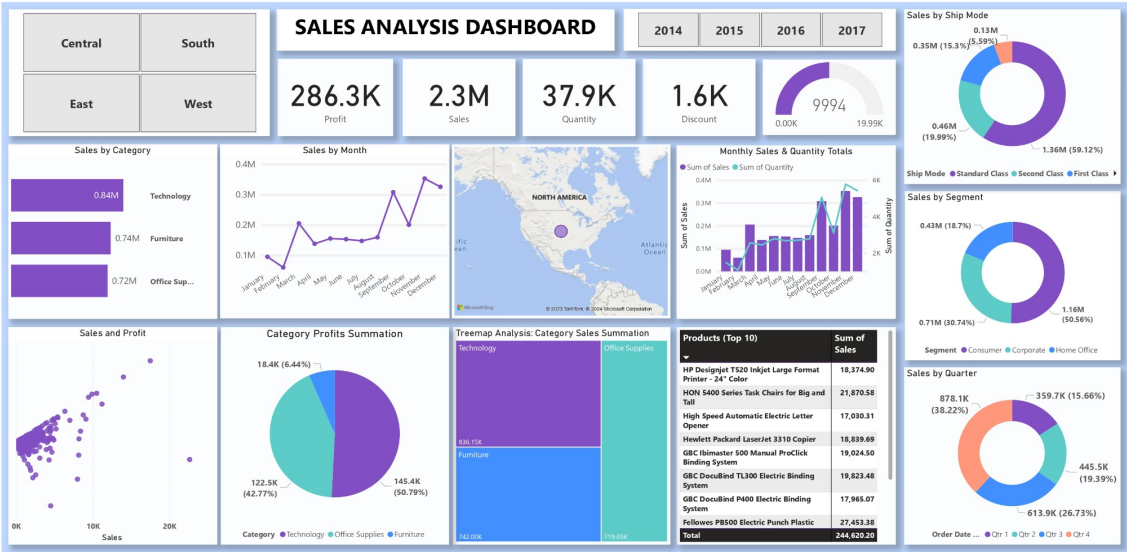 Central
South
East
West
SALES ANALYSIS DASHBOARD
2014
2015
2016
2017
286.3K
Profit
2.3M
Sales
37.9K
Quantity
1.6K
Discount
9994
0.00K
19.99K
Sales by Ship Mode
0.13M
(5.59%)
0.35M (15.3%)
0.46M
(19.99%)
1.36M (59.12%)
Ship Mode Standard Class Second Class First Class
Sales by Category
0.84M
Technology
0.74M
Furniture
0.72M
Office Sup...
Sales by Month
0.4M
0.3M
0.2M
0.1M
January
February
March
April
May
June
July
August
September
October
November
December
NORTH AMERICA
Atlantic
Ocean
Microsoft Bing
© 2023 TomTom, © 2024 Microsoft Corporation
Monthly Sales & Quantity Totals
Sum of Sales Sum of Quantity
Sum of Sales
0.4M
0.3M
0.2M
0.1M
0.0M
6K
4K
2K
Sum of Quantity
January
February
March
April
May
June
July
August
September
October
November
December
Sales by Segment
0.43M (18.7%)
0.71M (30.74%)
1.16M
(50.56%)
Segment Consumer Corporate Home Office
Sales and Profit
0K
10K
20K
Sales
Category Profits Summation
18.4K (6.44%)
122.5K
(42.77%)
145.4K
(50.79%)
Category Technology Office Supplies Furniture
Treemap Analysis: Category Sales Summation
Technology
836.15K
Furniture
742.00K
Office Supplies
719.05K
Products (Top 10) Sum of
Sales
HP Designjet T520 Inkjet Large Format 18,374.90
Printer - 24" Color
HON 5400 Series Task Chairs for Big and 21,870.58
Tall
High Speed Automatic Electric Letter 17,030.31
Opener
Hewlett Packard LaserJet 3310 Copier 18,839.69
GBC Ibimaster 500 Manual ProClick 19,024.50
Binding System
GBC DocuBind TL300 Electric Binding 19,823.48
System
GBC DocuBind P400 Electric Binding 17,965.07
System
Fellowes PB500 Electric Punch Plastic 27,453.38
Total 244,620.20
Sales by Quarter
878.1K
(38.22%)
359.7K (15.66%)
445.5K
(19.39%)
613.9K (26.73%)
Order Date ... Qtr 1 Qtr 2 Qtr 3 Qtr 4